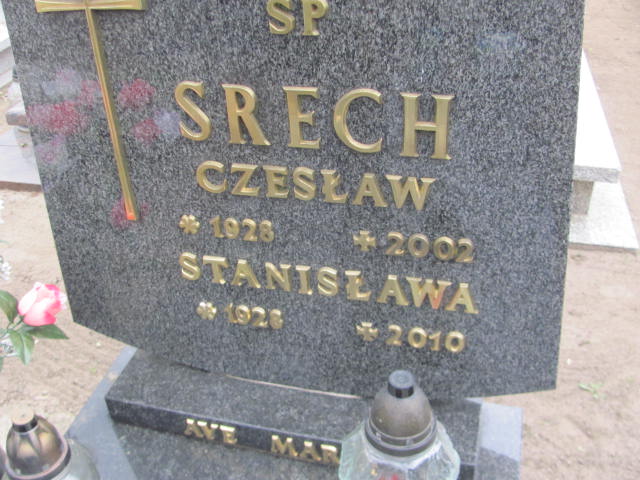 SP
SRECH
CZESŁAW
* 1928 + 2002
STANISŁAWA
* 1928 + 2010
AVE MAR